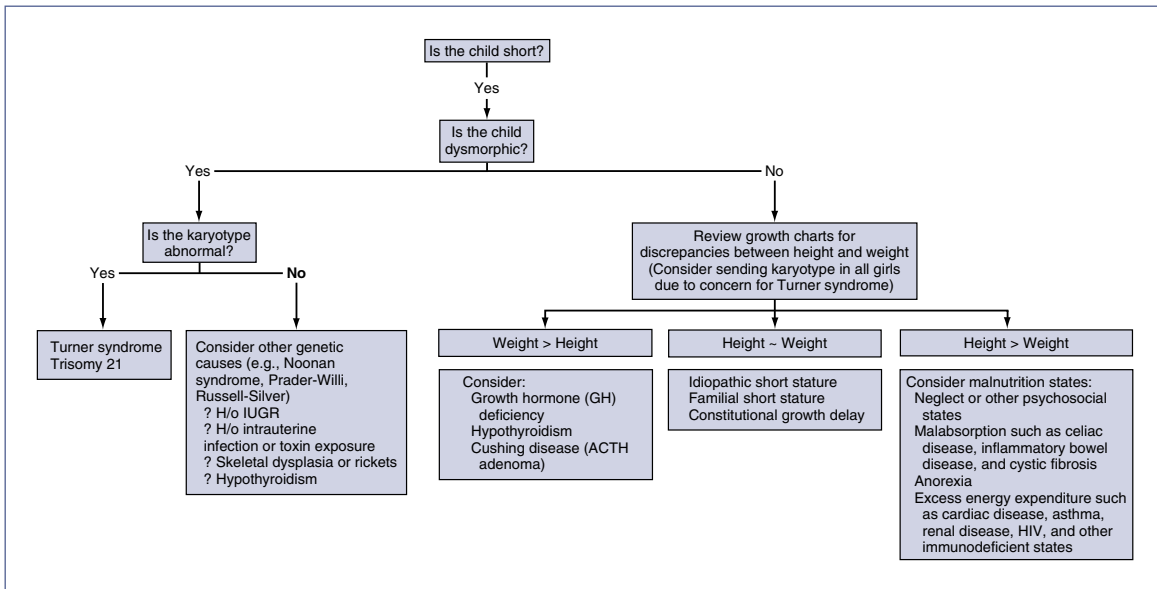 Is the child short?
Yes
Is the child
dysmorphic?
Yes
No
Is the karyotype
abnormal?
Yes
No
Turner syndrome
Trisomy 21
Consider other genetic
causes (e.g., Noonan
syndrome, Prader-Willi,
Russell-Silver)
? H/o IUGR
? H/o intrauterine
infection or toxin exposure
? Skeletal dysplasia or rickets
? Hypothyroidism
Review growth charts for
discrepancies between height and weight
(Consider sending karyotype in all girls
due to concern for Turner syndrome)
Weight > Height
Consider:
Growth hormone (GH)
deficiency
Hypothyroidism
Cushing disease (ACTH
adenoma)
Height ~ Weight
Idiopathic short stature
Familial short stature
Constitutional growth delay
Height > Weight
Consider malnutrition states:
Neglect or other psychosocial
states
Malabsorption such as celiac
disease, inflammatory bowel
disease, and cystic fibrosis
Anorexia
Excess energy expenditure such
as cardiac disease, asthma,
renal disease, HIV, and other
immunodeficient states